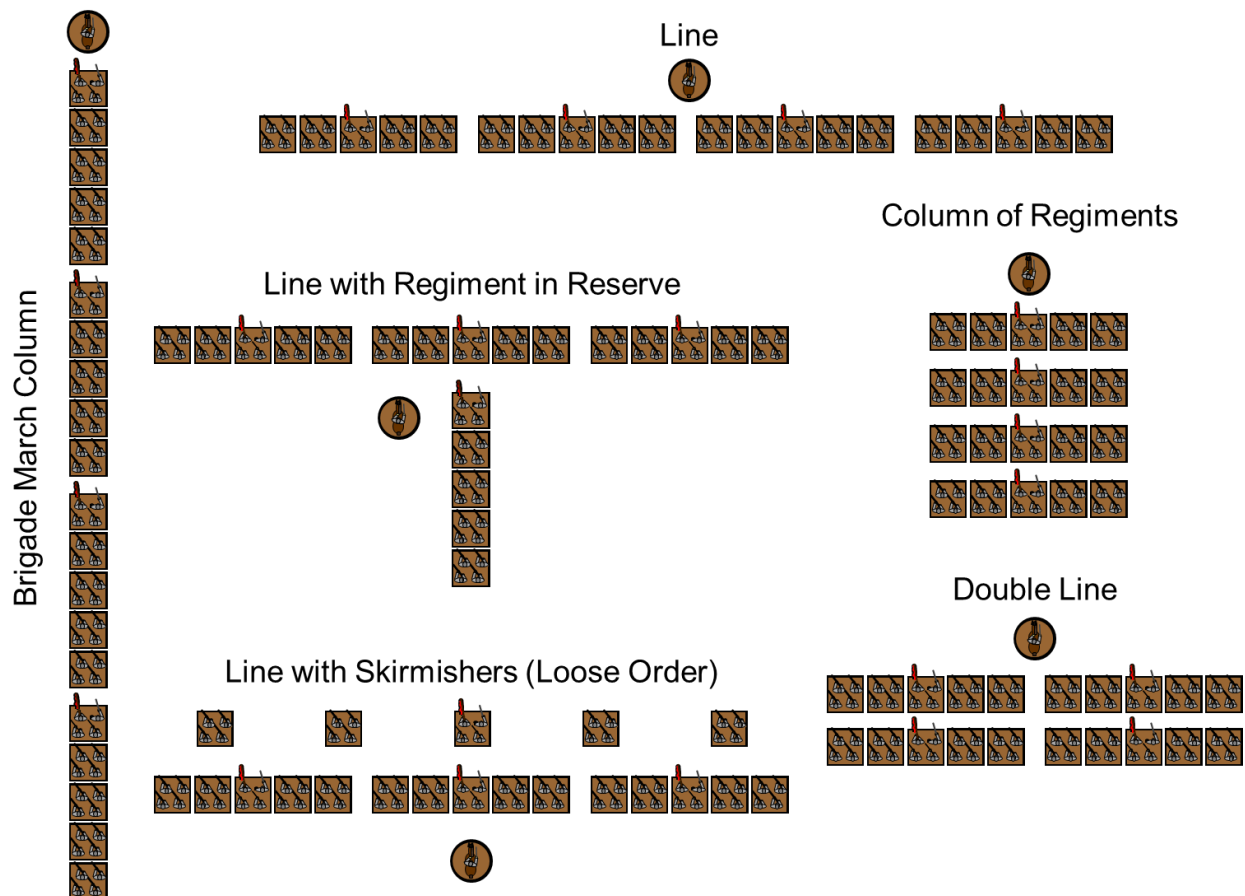 Line
Column of Regiments
Line with Regiment in Reserve
Brigade March Column
Double Line
Line with Skirmishers (Loose Order)